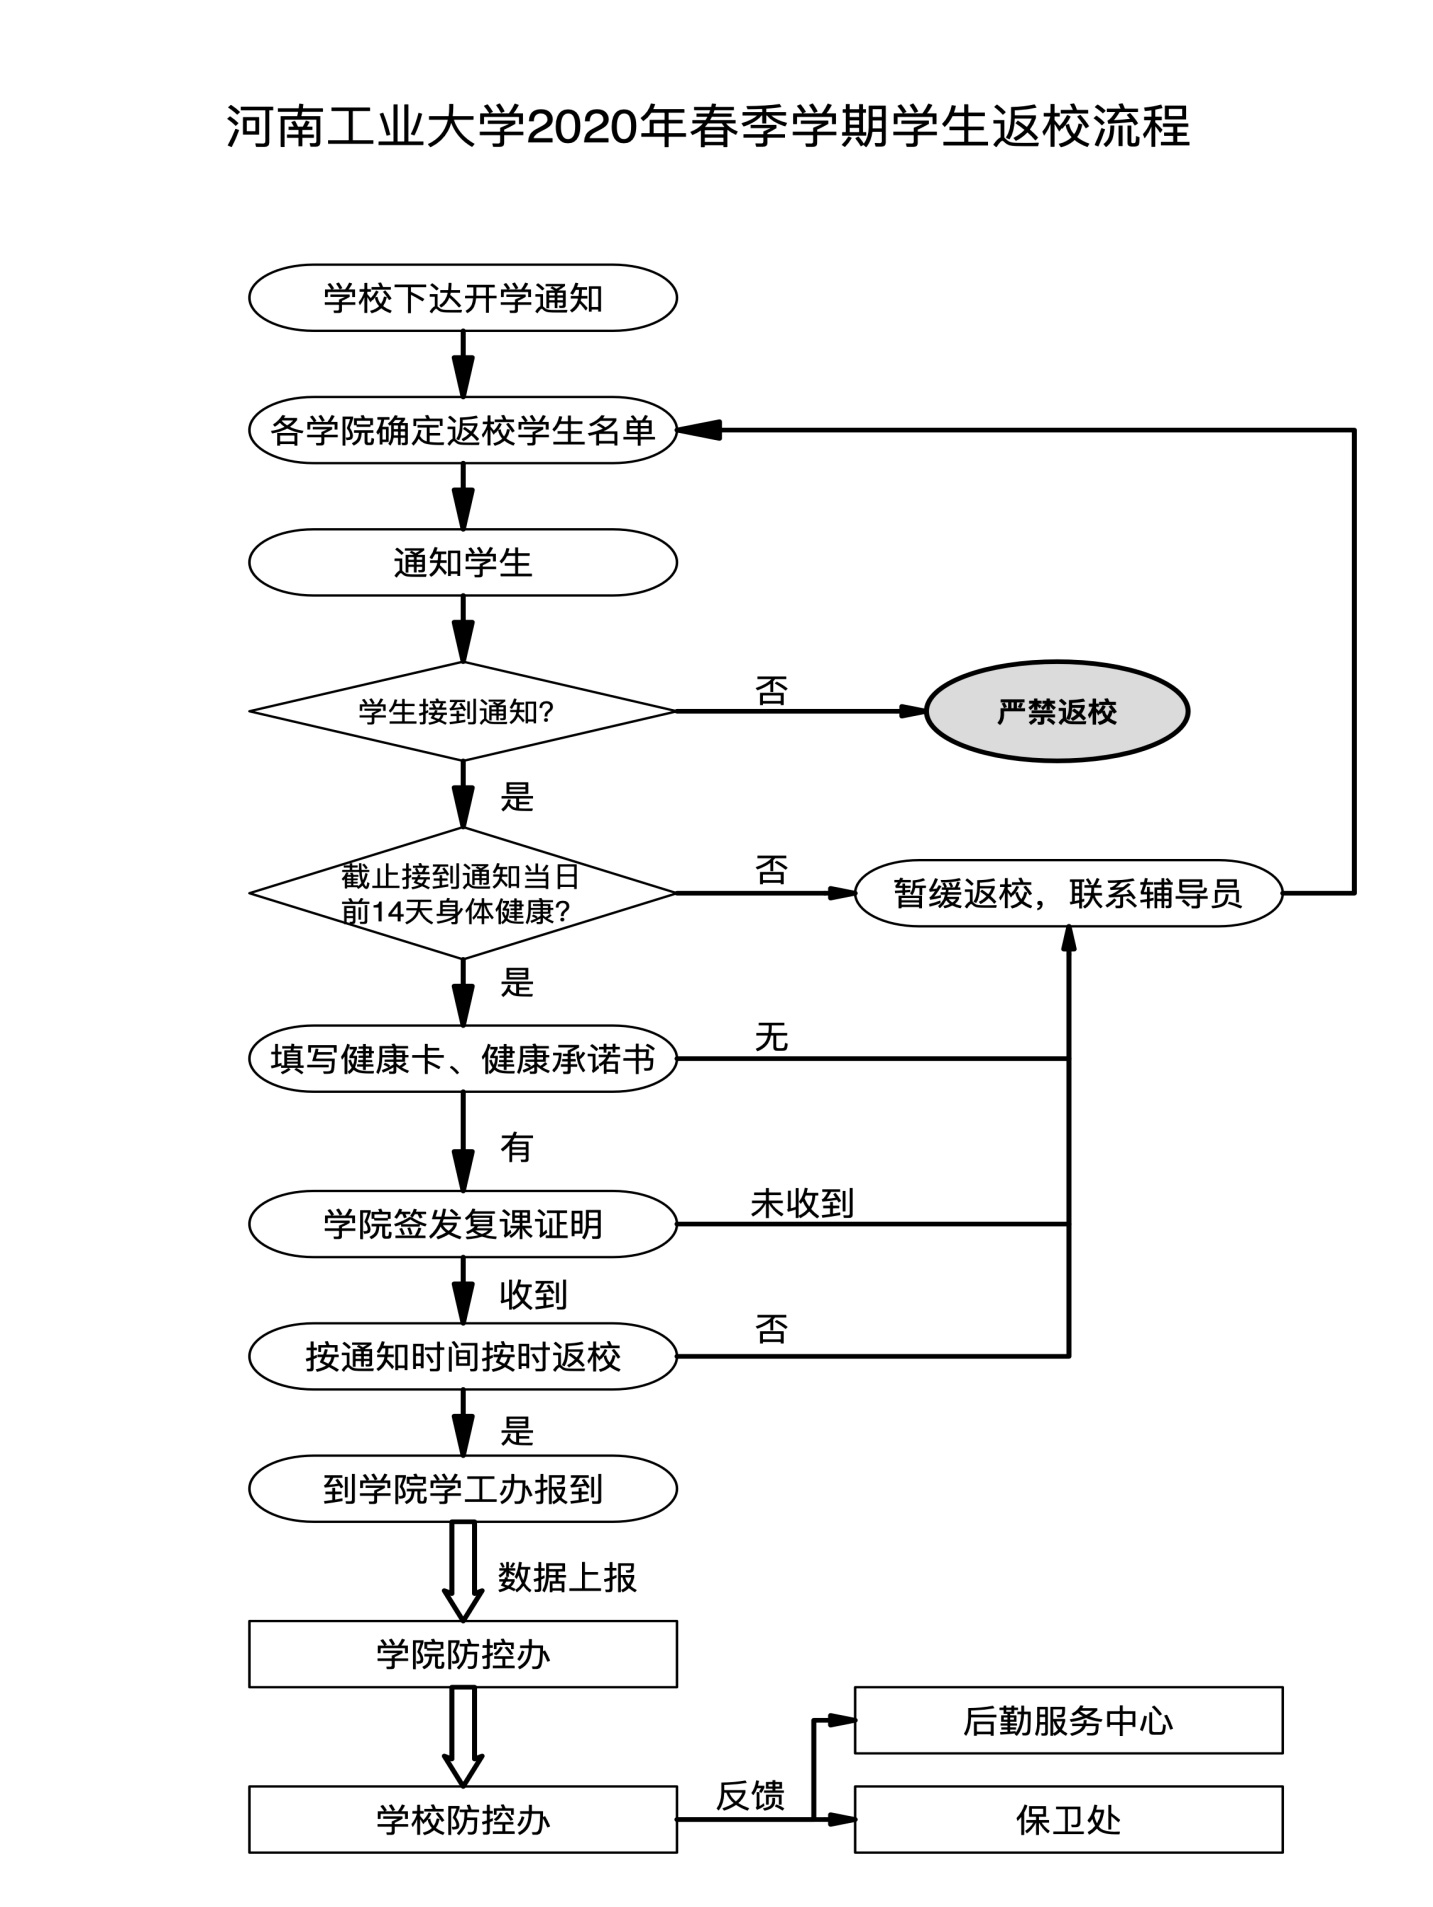 河南工业大学2020年春季学期学生返校流程
学校下达开学通知
各学院确定返校学生名单
通知学生
学生接到通知?
否
严禁返校
是
截止接到通知当日
前14天身体健康?
否
暂缓返校，联系辅导员
是
填写健康卡、健康承诺书
无
有
学院签发复课证明
未收到
收到
按通知时间按时返校
否
是
到学院学工办报到
数据上报
学院防控办
学校防控办
反馈
后勤服务中心
保卫处